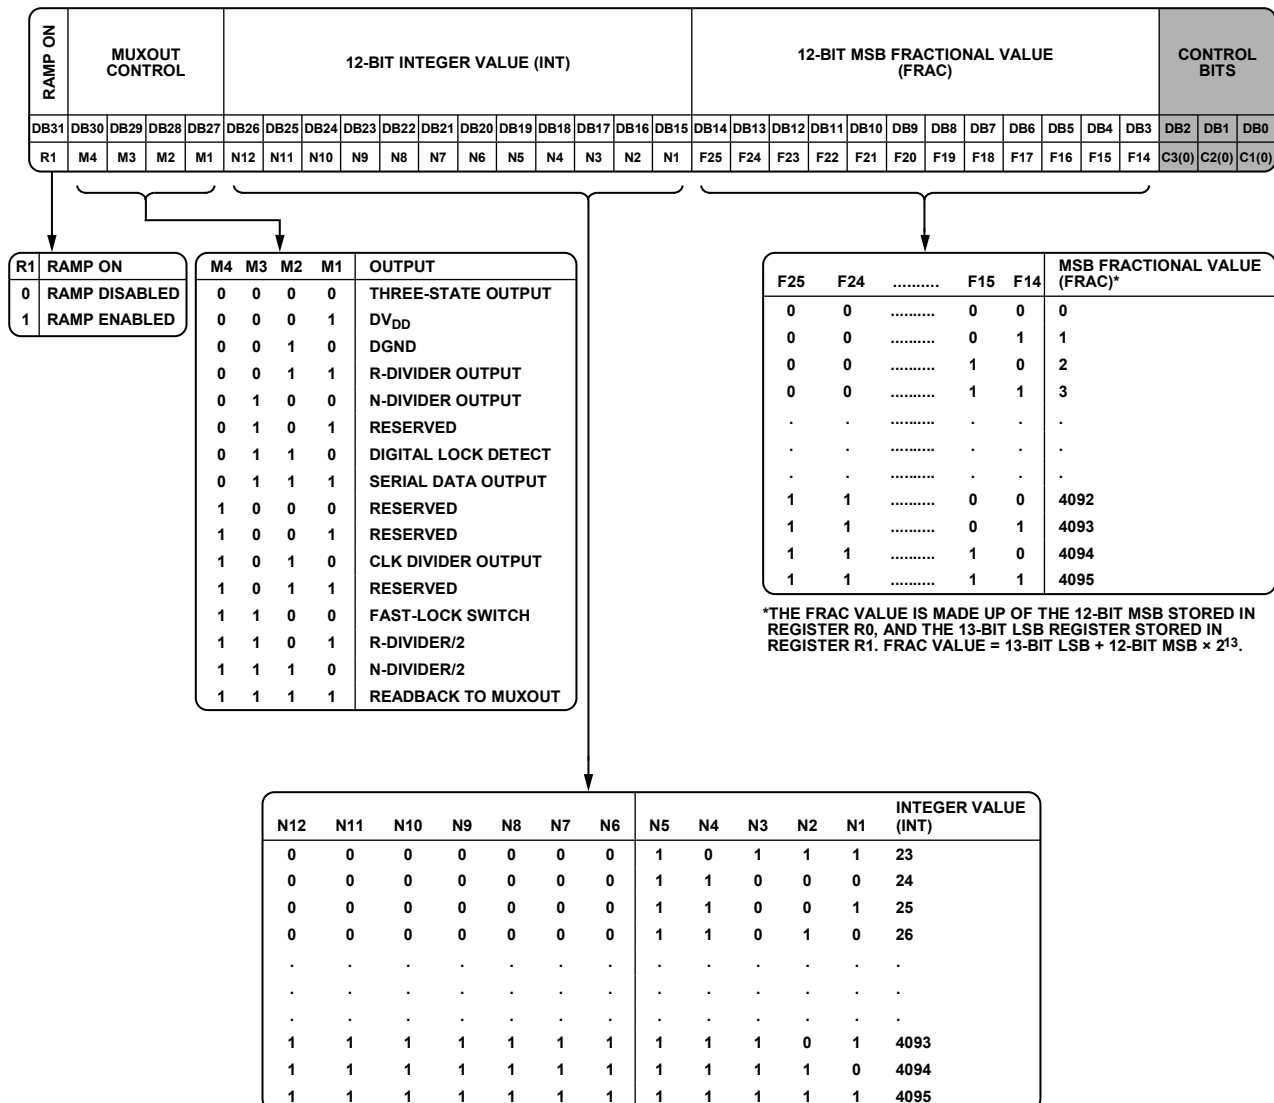 RAMP ON
MUXOUT
CONTROL
12-BIT INTEGER VALUE (INT)
12-BIT MSB FRACTIONAL VALUE
(FRAC)
CONTROL
BITS
DB31 DB30 DB29 DB28 DB27 DB26 DB25 DB24 DB23 DB22 DB21 DB20 DB19 DB18 DB17 DB16 DB15 DB14 DB13 DB12 DB11 DB10 DB9 DB8 DB7 DB6 DB5 DB4 DB3 DB2 DB1 DB0
R1 M4 M3 M2 M1 N12 N11 N10 N9 N8 N7 N6 N5 N4 N3 N2 N1 F25 F24 F23 F22 F21 F20 F19 F18 F17 F16 F15 F14 C3(0) C2(0) C1(0)
R1 RAMP ON
0 RAMP DISABLED
1 RAMP ENABLED
M4 M3 M2 M1 OUTPUT
0 0 0 0 THREE-STATE OUTPUT
0 0 0 1 DVDD
0 0 1 0 DGND
0 0 1 1 R-DIVIDER OUTPUT
0 1 0 0 N-DIVIDER OUTPUT
0 1 0 1 RESERVED
0 1 1 0 DIGITAL LOCK DETECT
0 1 1 1 SERIAL DATA OUTPUT
1 0 0 0 RESERVED
1 0 0 1 RESERVED
1 0 1 0 CLK DIVIDER OUTPUT
1 0 1 1 RESERVED
1 1 0 0 FAST-LOCK SWITCH
1 1 0 1 R-DIVIDER/2
1 1 1 0 N-DIVIDER/2
1 1 1 1 READBACK TO MUXOUT
F25 F24 .......... F15 F14 MSB FRACTIONAL VALUE
(FRAC)*
0 0 .......... 0 0 0
0 0 .......... 0 1 1
0 0 .......... 1 0 2
0 0 .......... 1 1 3
. . .......... . . .
. . .......... . . .
. . .......... . . .
1 1 .......... 0 0 4092
1 1 .......... 0 1 4093
1 1 .......... 1 0 4094
1 1 .......... 1 1 4095
*THE FRAC VALUE IS MADE UP OF THE 12-BIT MSB STORED IN
REGISTER R0, AND THE 13-BIT LSB REGISTER STORED IN
REGISTER R1. FRAC VALUE = 13-BIT LSB + 12-BIT MSB × 2¹³.
N12 N11 N10 N9 N8 N7 N6 N5 N4 N3 N2 N1 INTEGER VALUE
(INT)
0 0 0 0 0 0 0 1 0 1 1 1 23
0 0 0 0 0 0 0 1 1 0 0 0 24
0 0 0 0 0 0 0 1 1 0 0 1 25
0 0 0 0 0 0 0 1 1 0 1 0 26
. . . . . . . . . . . . .
. . . . . . . . . . . . .
. . . . . . . . . . . . .
1 1 1 1 1 1 1 1 1 1 0 1 4093
1 1 1 1 1 1 1 1 1 1 1 0 4094
1 1 1 1 1 1 1 1 1 1 1 1 4095